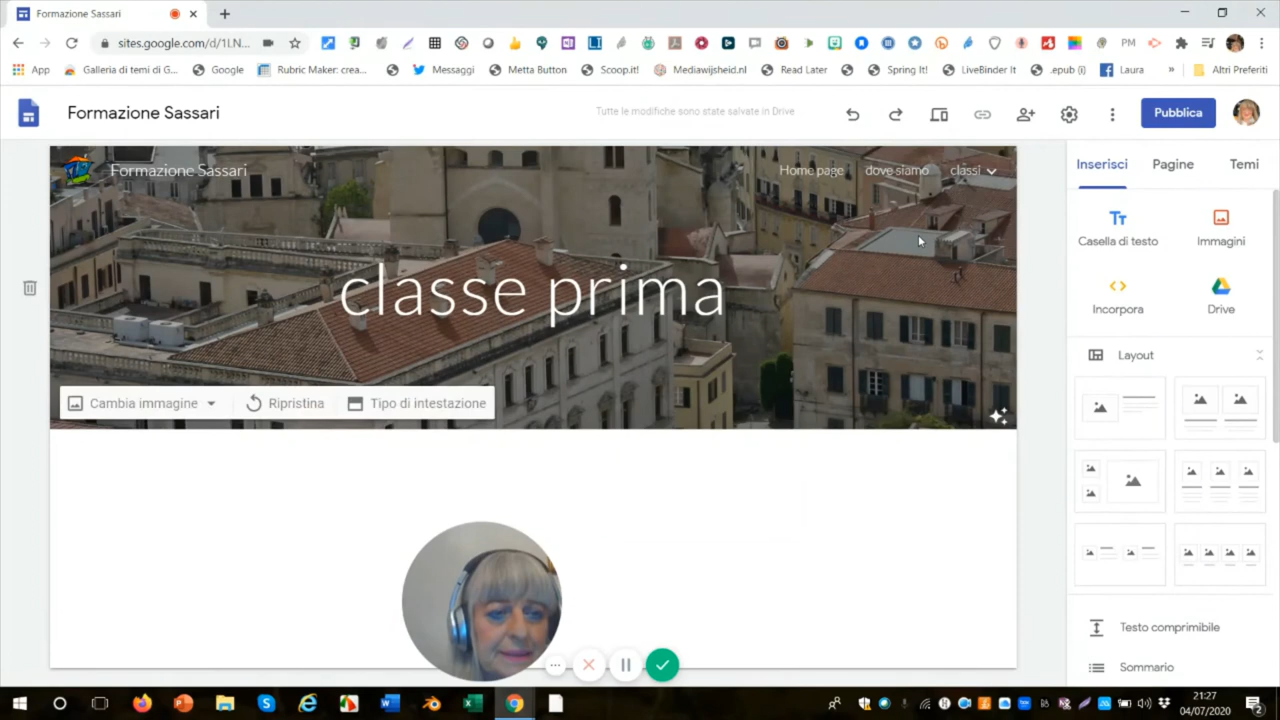 Formazione Sassari
sites.google.com/d/1LN...
PM
App
Galleria di temi di G...
Google
Rubric Maker: crea...
Messaggi
Metta Button
Scoop.it!
Mediawijsheid.nl
Read Later
Spring It!
LiveBinder It
.epub (i)
Laura
»
Altri Preferiti
Formazione Sassari
Tutte le modifiche sono state salvate in Drive
Pubblica
Formazione Sassari
Home page
dove siamo
classi
classe prima
Cambia immagine
Ripristina
Tipo di intestazione
Inserisci
Pagine
Temi
Casella di testo
Immagini
Incorpora
Drive
Layout
Testo comprimibile
Sommario
21:27
04/07/2020